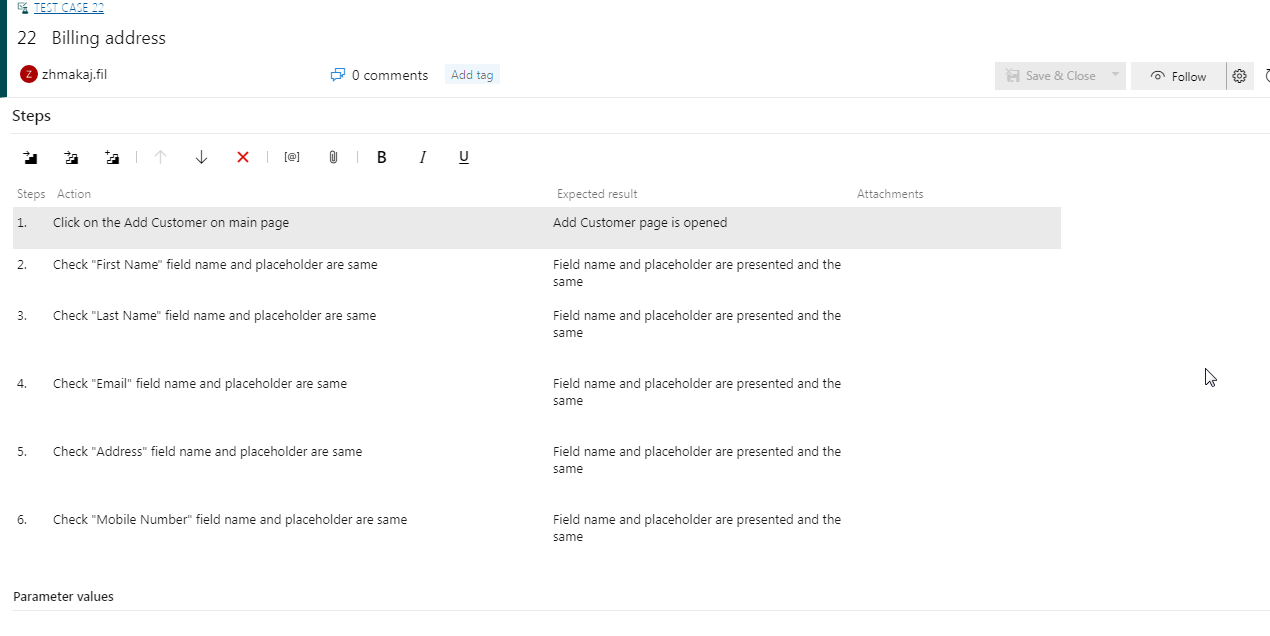 TEST CASE 22
22 Billing address
Z zhmakaj.fil
0 comments
Add tag
Save & Close
Follow
Steps
[@]
B I U
Steps Action Expected result Attachments
1. Click on the Add Customer on main page Add Customer page is opened
2. Check "First Name" field name and placeholder are same Field name and placeholder are presented and the
same
3. Check "Last Name" field name and placeholder are same Field name and placeholder are presented and the
same
4. Check "Email" field name and placeholder are same Field name and placeholder are presented and the
same
5. Check "Address" field name and placeholder are same Field name and placeholder are presented and the
same
6. Check "Mobile Number" field name and placeholder are same Field name and placeholder are presented and the
same
Parameter values